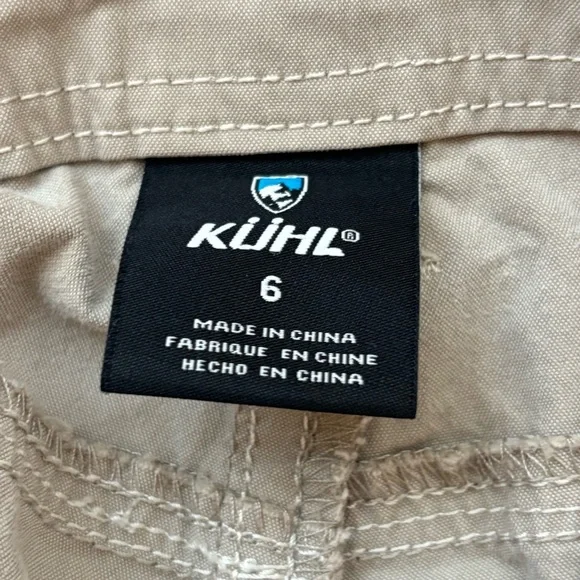 KÜHL®
6
MADE IN CHINA
FABRIQUE EN CHINE
HECHO EN CHINA